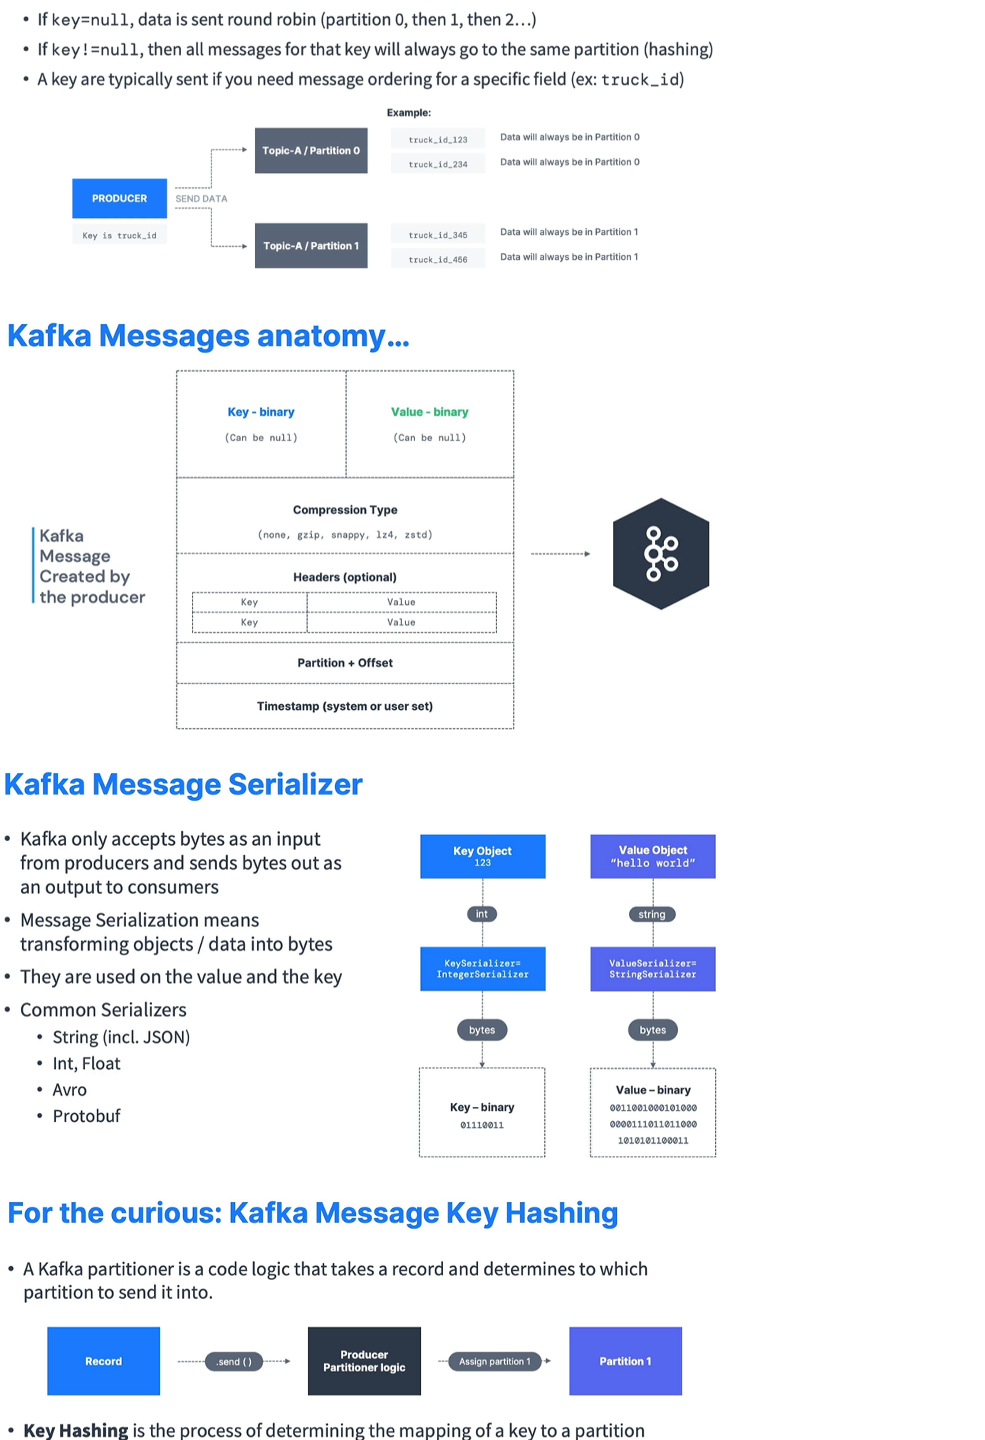 • If key=null, data is sent round robin (partition 0, then 1, then 2...)
• If key!=null, then all messages for that key will always go to the same partition (hashing)
• A key are typically sent if you need message ordering for a specific field (ex: truck_id)
Example:
Topic-A / Partition 0
truck_id_123
Data will always be in Partition 0
truck_id_234
Data will always be in Partition 0
PRODUCER
SEND DATA
Key is truck_id
Topic-A / Partition 1
truck_id_345
Data will always be in Partition 1
truck_id_456
Data will always be in Partition 1
Kafka Messages anatomy...
Key - binary
(Can be null)
Value - binary
(Can be null)
Compression Type
(none, gzip, snappy, lz4, zstd)
Headers (optional)
Key Value
Key Value
Partition + Offset
Timestamp (system or user set)
Kafka
Message
Created by
the producer
Kafka Message Serializer
• Kafka only accepts bytes as an input
from producers and sends bytes out as
an output to consumers
• Message Serialization means
transforming objects / data into bytes
• They are used on the value and the key
• Common Serializers
• String (incl. JSON)
• Int, Float
• Avro
• Protobuf
Key Object
123
int
KeySerializer=
IntegerSerializer
bytes
Key – binary
01110011
Value Object
"hello world"
string
ValueSerializer=
StringSerializer
bytes
Value – binary
0011001000101000
0000111011011000
1010101100011
For the curious: Kafka Message Key Hashing
• A Kafka partitioner is a code logic that takes a record and determines to which
partition to send it into.
Record
.send ( )
Producer
Partitioner logic
Assign partition 1
Partition 1
• Key Hashing is the process of determining the mapping of a key to a partition